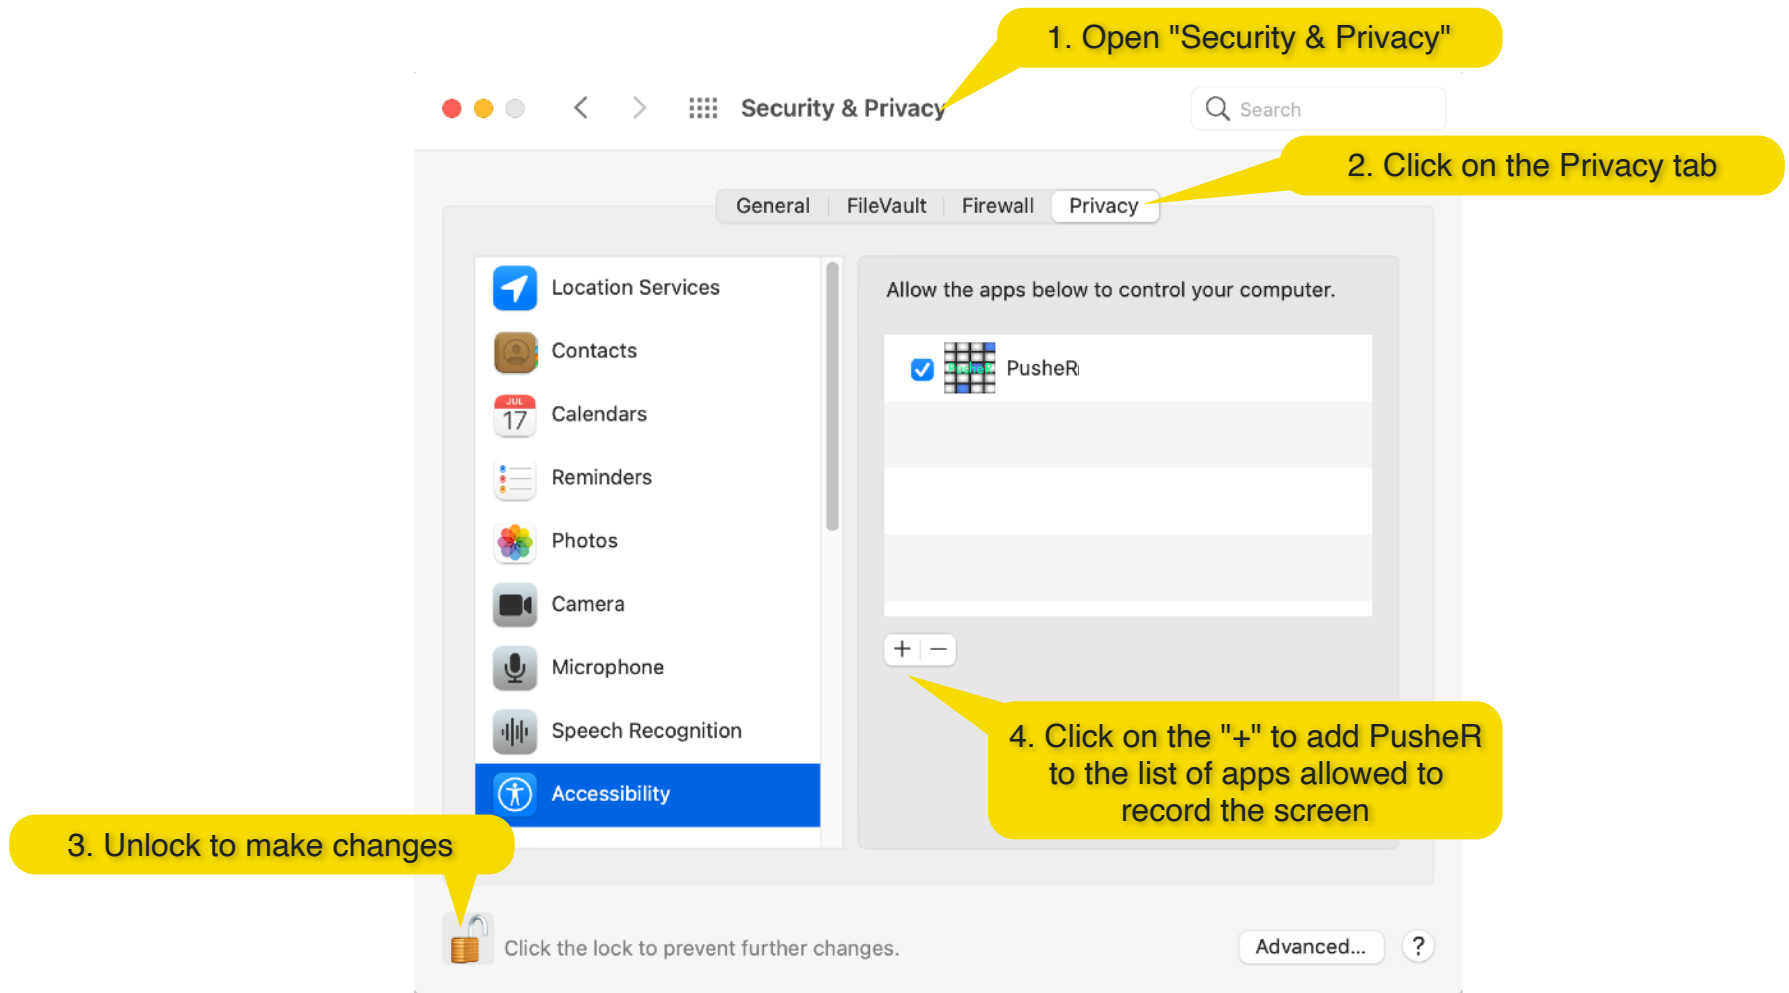 1. Open "Security & Privacy"
Security & Privacy
Search
2. Click on the Privacy tab
General
FileVault
Firewall
Privacy
Location Services
Contacts
JUL
17
Calendars
Reminders
Photos
Camera
Microphone
Speech Recognition
Accessibility
Allow the apps below to control your computer.
PusheR
PusheR
+
−
4. Click on the "+" to add PusheR
to the list of apps allowed to
record the screen
3. Unlock to make changes
Click the lock to prevent further changes.
Advanced...
?